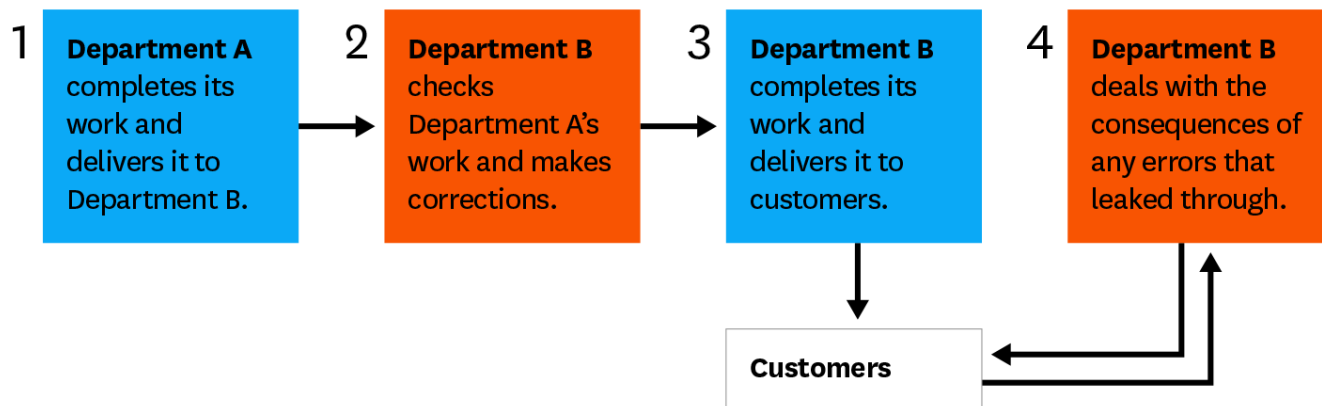 1
Department A
completes its
work and
delivers it to
Department B.
2
Department B
checks
Department A’s
work and makes
corrections.
3
Department B
completes its
work and
delivers it to
customers.
4
Department B
deals with the
consequences of
any errors that
leaked through.
Customers